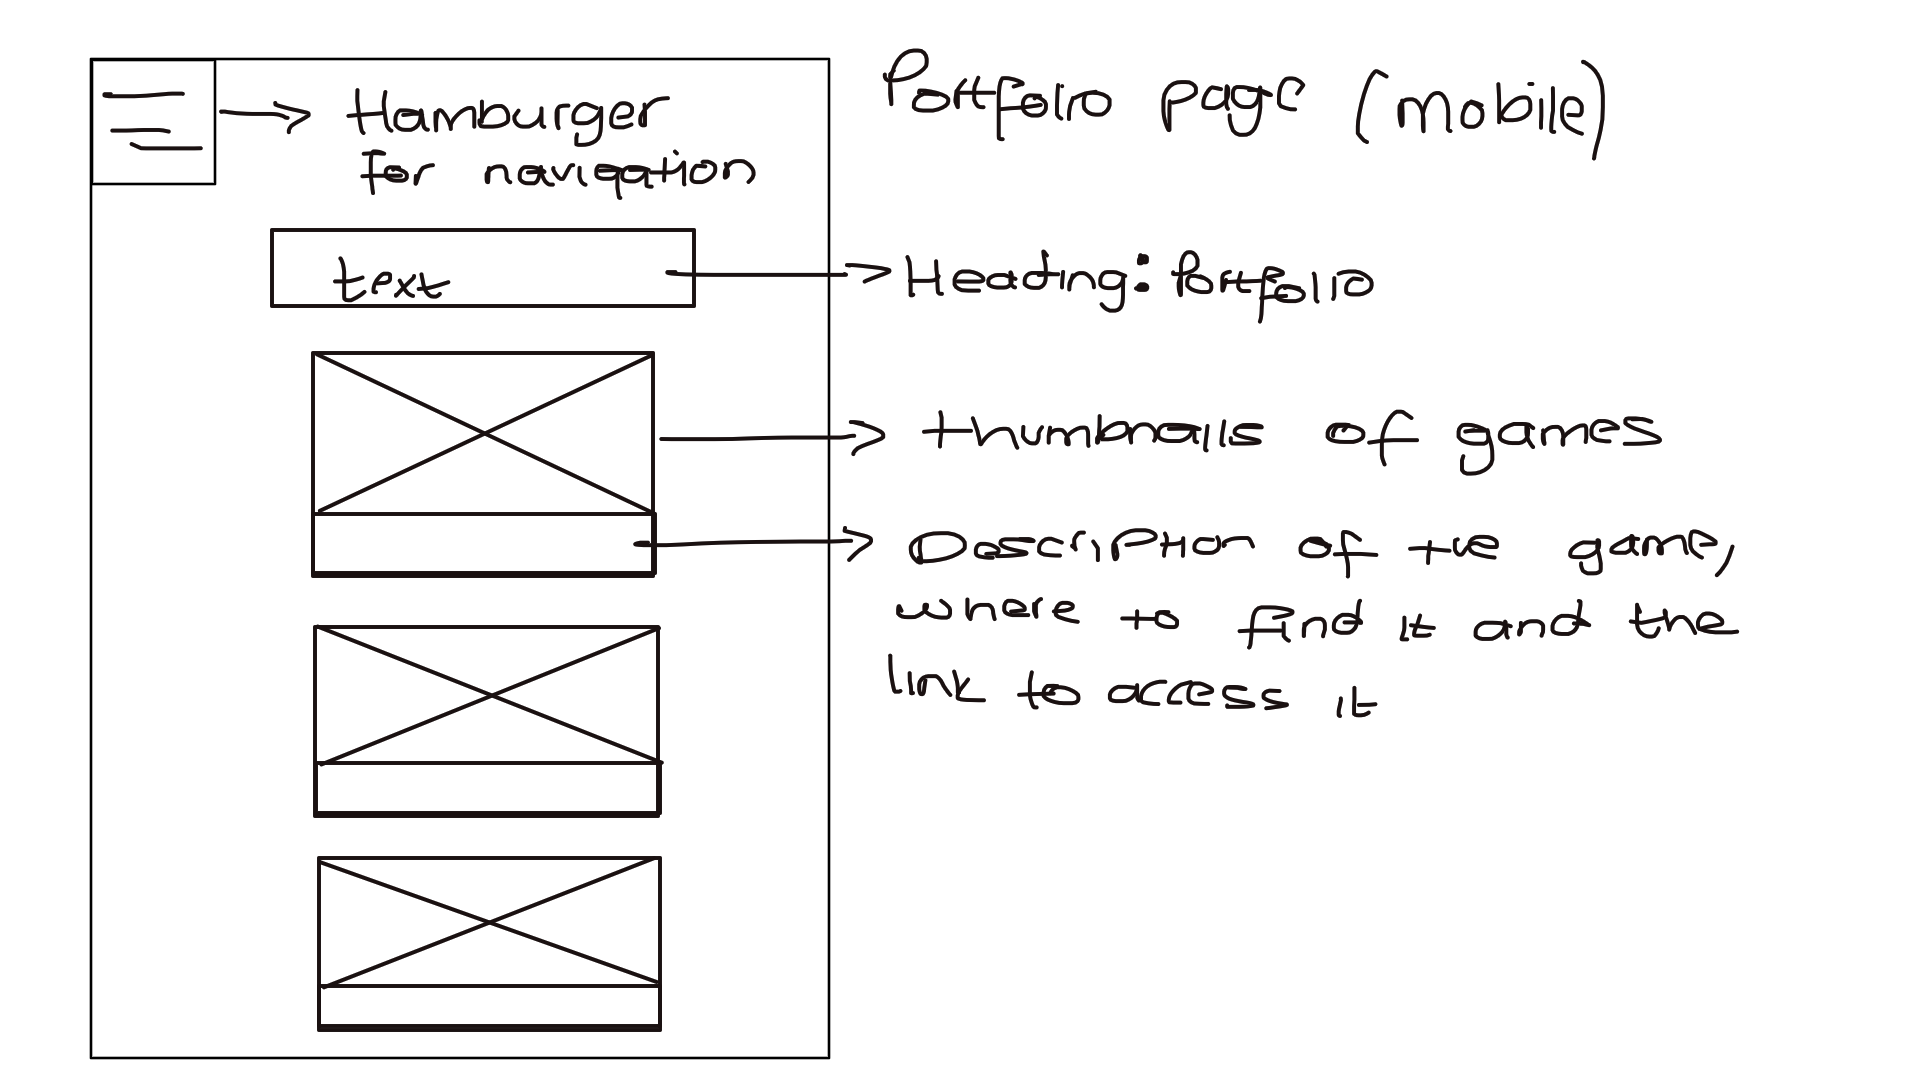 Portfolio page (mobile)
Hamburger
for navigation
text
Heading: Portfolio
thumbnails of games
Description of the game,
where to find it and the
link to access it